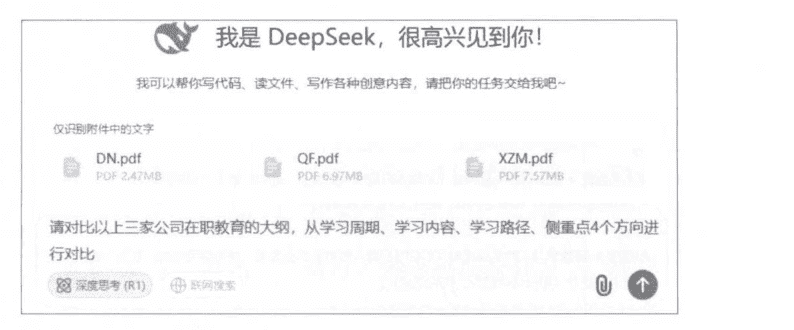 我是 DeepSeek，很高兴见到你！
我可以帮你写代码、读文件、写作各种创意内容，请把你的任务交给我吧~
仅识别附件中的文字
DN.pdf QF.pdf XZM.pdf
PDF 2.47MB PDF 6.97MB PDF 7.57MB
请对比以上三家公司在职教育的大纲，从学习周期、学习内容、学习路径、侧重点4个方向进
行对比
深度思考 (R1) 联网搜索